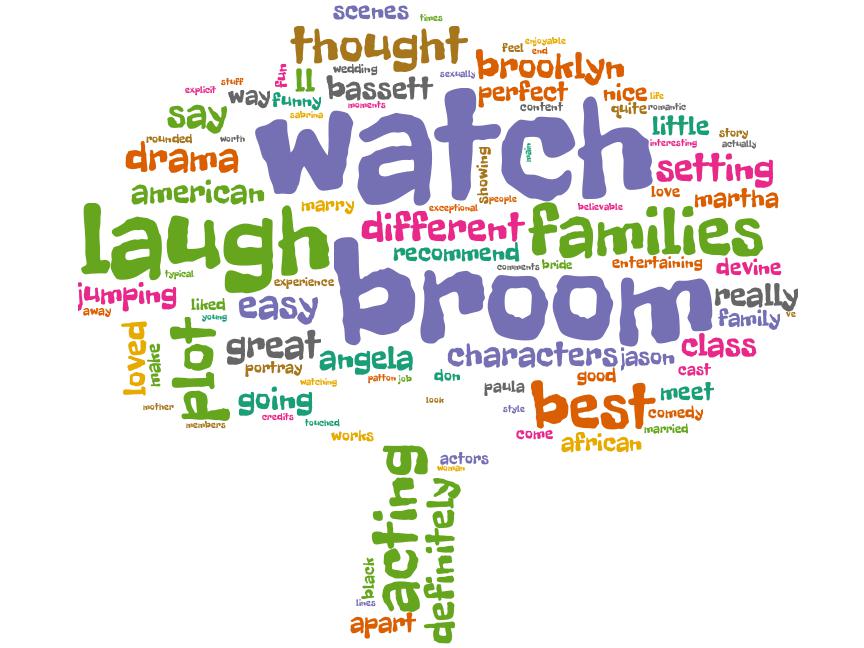 scenes
times
thought
feel
enjoyable
end
wedding
sexually
brooklyn
fun
ll
bassett
stuff
explicit
way
funny
moments
perfect
nice
life
content
quite
romantic
say
sabrina
watch
little
story
rounded
worth
interesting
actually
drama
showing
main
setting
american
marry
exceptional
people
believable
love
martha
laugh
different
families
recommend
typical
experience
comments
bride
entertaining
devine
jumping
away
liked
young
easy
broom
really
ve
family
loved
make
plot
great
portray
angela
characters
jason
class
watching
patton
job
don
good
cast
mother
members
going
credits
touched
look
paula
style
best
meet
comedy
married
works
come
african
acting
actors
woman
definitely
black
lines
apart